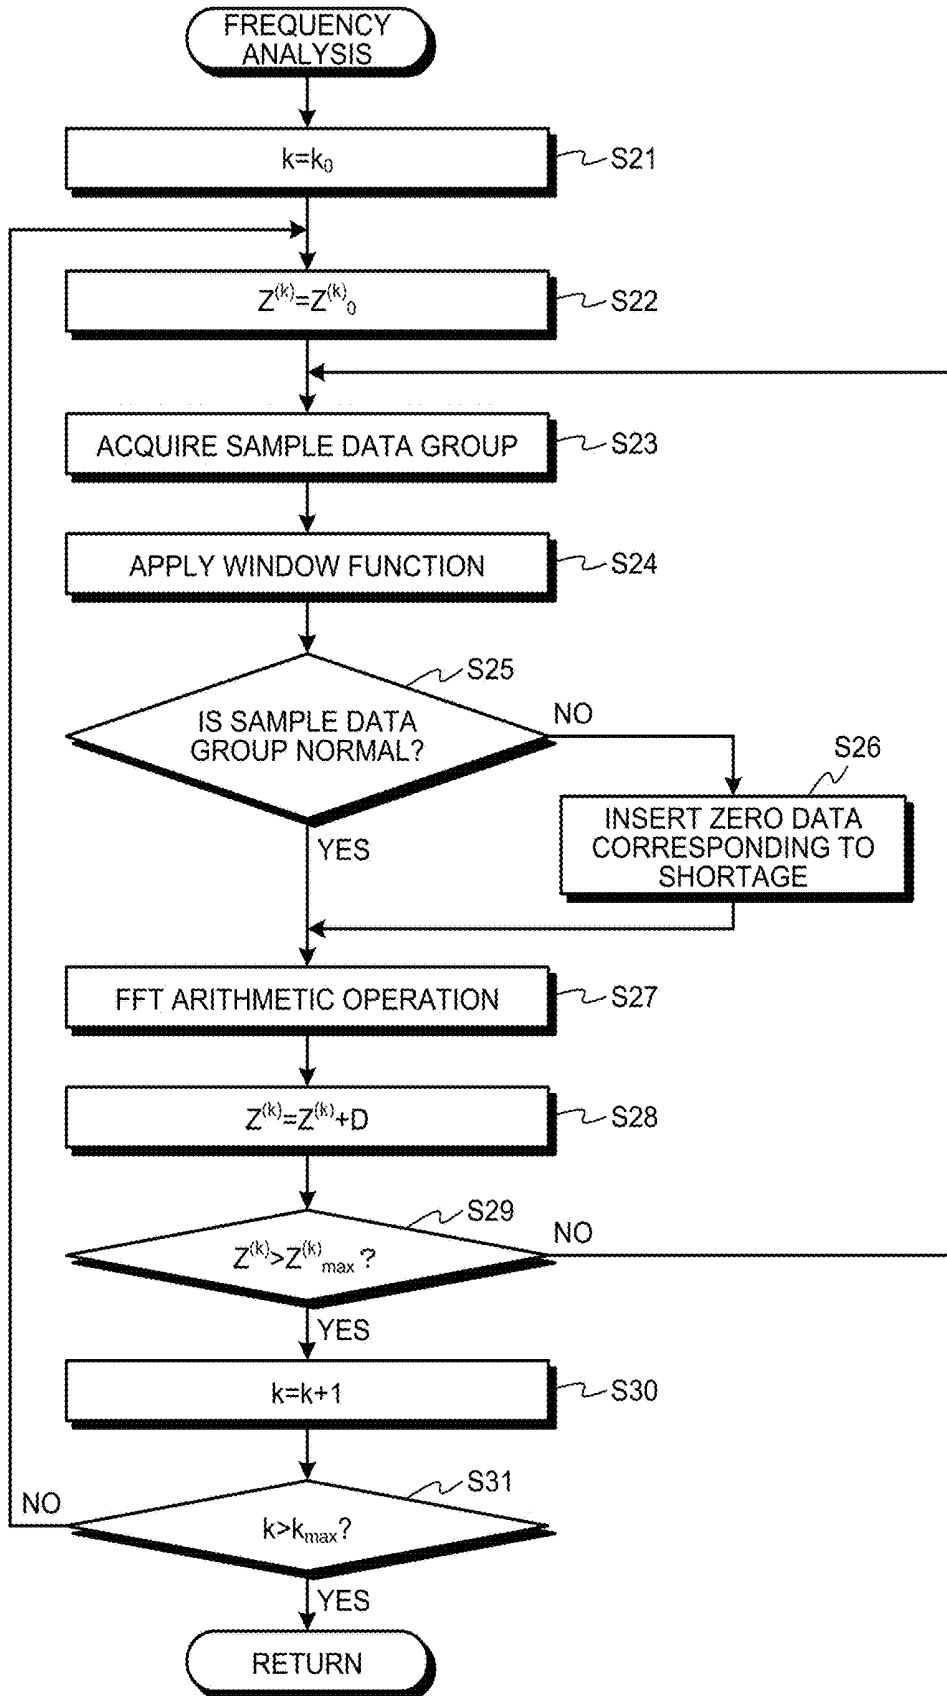 FREQUENCY
ANALYSIS
k=k₀
S21
Z⁽ᵏ⁾=Z⁽ᵏ⁾₀
S22
ACQUIRE SAMPLE DATA GROUP
S23
APPLY WINDOW FUNCTION
S24
S25
IS SAMPLE DATA
GROUP NORMAL?
NO
S26
INSERT ZERO DATA
CORRESPONDING TO
SHORTAGE
YES
FFT ARITHMETIC OPERATION
S27
Z⁽ᵏ⁾=Z⁽ᵏ⁾+D
S28
S29
Z⁽ᵏ⁾>Z⁽ᵏ⁾ₘₐₓ?
NO
YES
k=k+1
S30
S31
NO
k>kₘₐₓ?
YES
RETURN